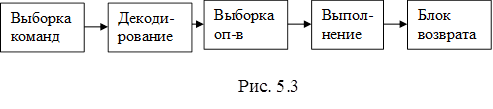 Выборка
команд
Декоди-
рование
Выборка
оп-в
Выпол-
нение
Блок
возврата
Рис. 5.3